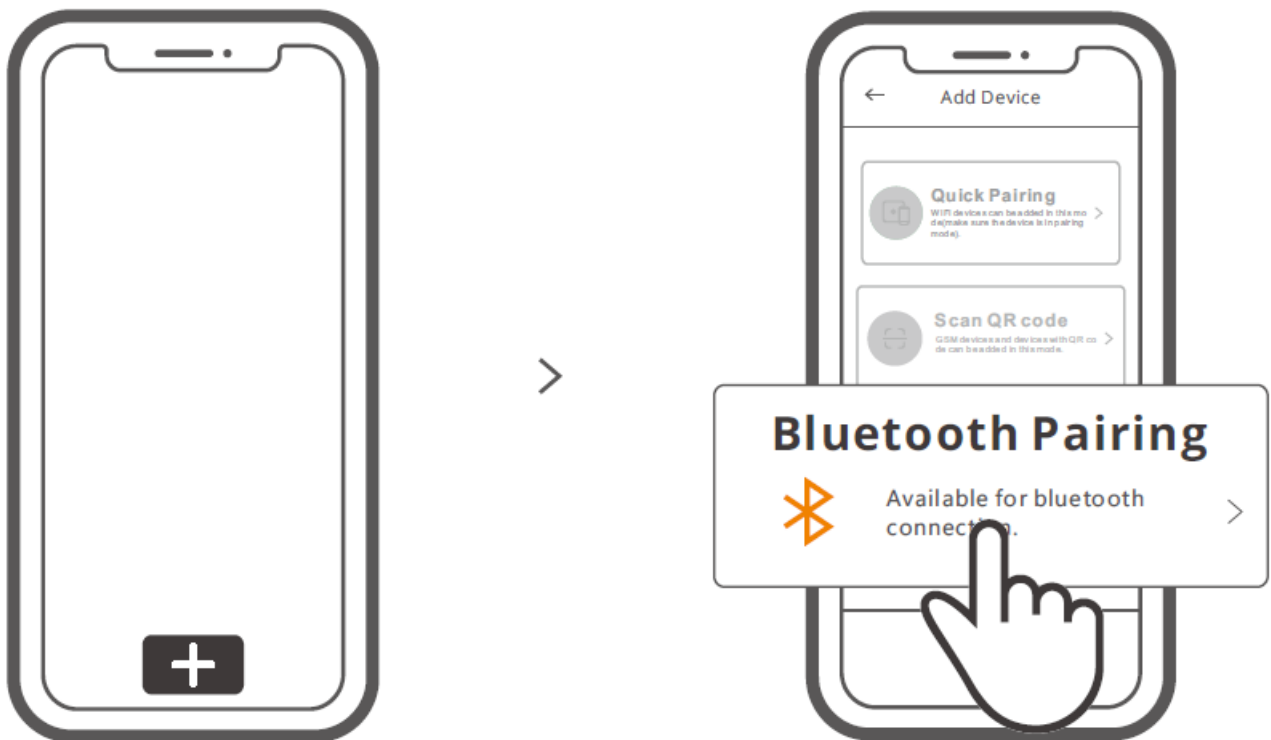 Add Device
Quick Pairing
WIFI devices can be added in this mo
de(make sure the device is in pairing
mode).
Scan QR code
GSM devices and devices with QR co
de can be added in this mode.
Bluetooth Pairing
Available for bluetooth
connection.